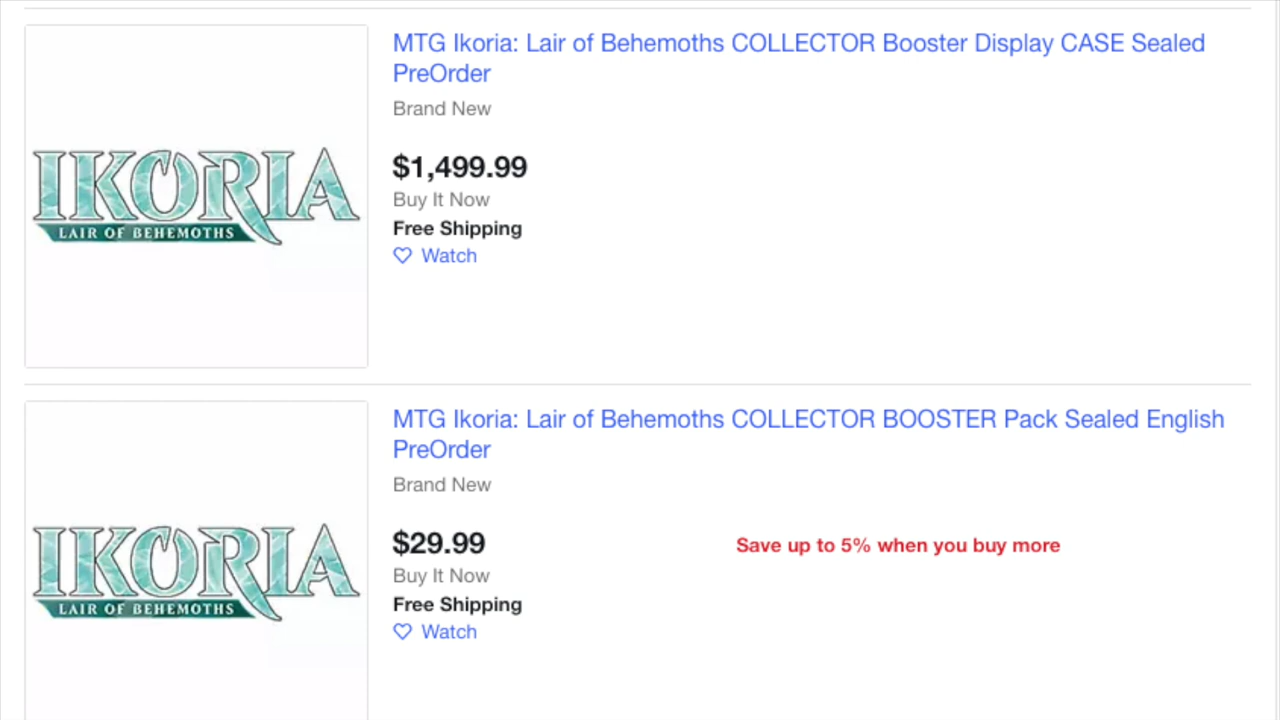 MTG Ikoria: Lair of Behemoths COLLECTOR Booster Display CASE Sealed
PreOrder
Brand New
IKORIA
LAIR OF BEHEMOTHS
$1,499.99
Buy It Now
Free Shipping
Watch
MTG Ikoria: Lair of Behemoths COLLECTOR BOOSTER Pack Sealed English
PreOrder
Brand New
IKORIA
LAIR OF BEHEMOTHS
$29.99
Save up to 5% when you buy more
Buy It Now
Free Shipping
Watch